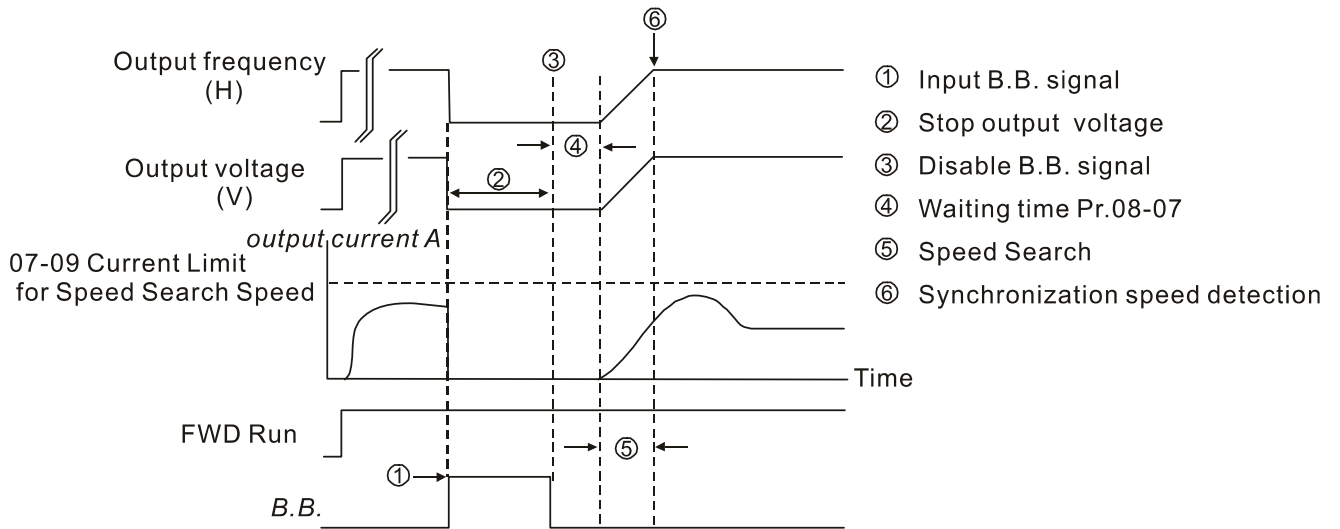 Output frequency
(H)
Output voltage
(V)
output current A
07-09 Current Limit
for Speed Search Speed
Time
FWD Run
B.B.
①
②
③
④
⑤
⑥
① Input B.B. signal
② Stop output voltage
③ Disable B.B. signal
④ Waiting time Pr.08-07
⑤ Speed Search
⑥ Synchronization speed detection